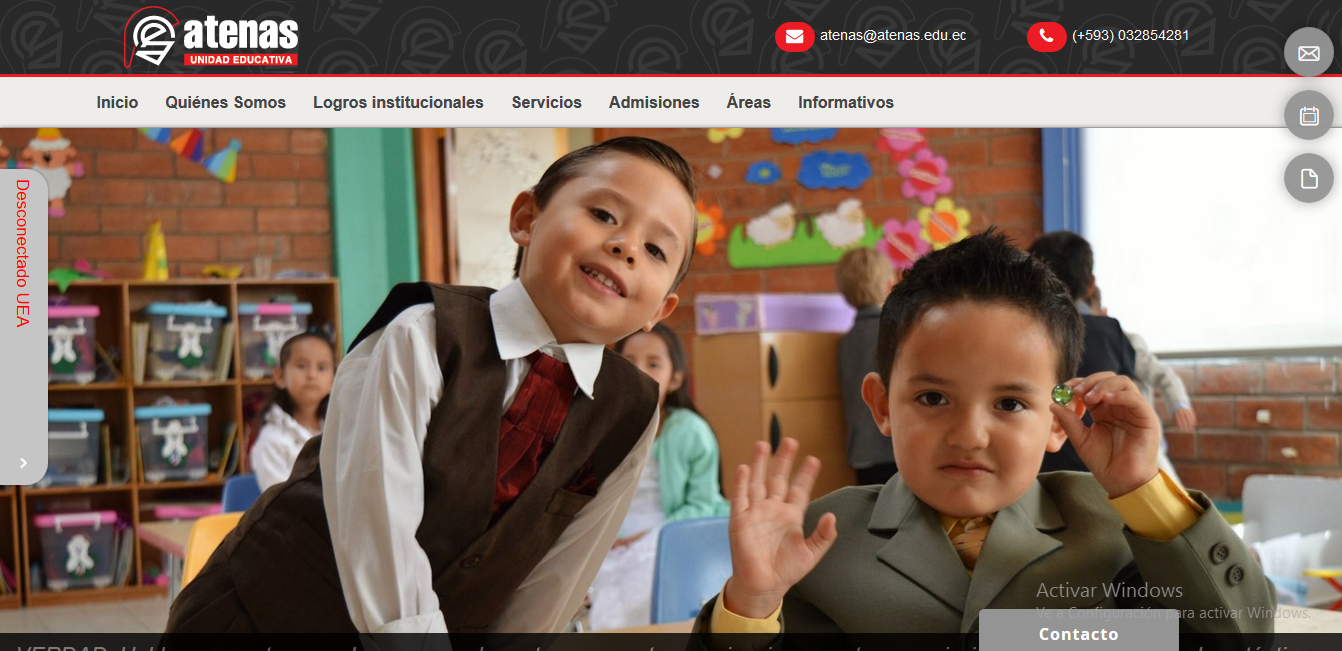 atenas
UNIDAD EDUCATIVA
atenas@atenas.edu.ec
(+593) 032854281
Inicio
Quiénes Somos
Logros institucionales
Servicios
Admisiones
Áreas
Informativos
Desconectado UEA
Activar Windows
Ve a Configuración para activar Windows.
Contacto